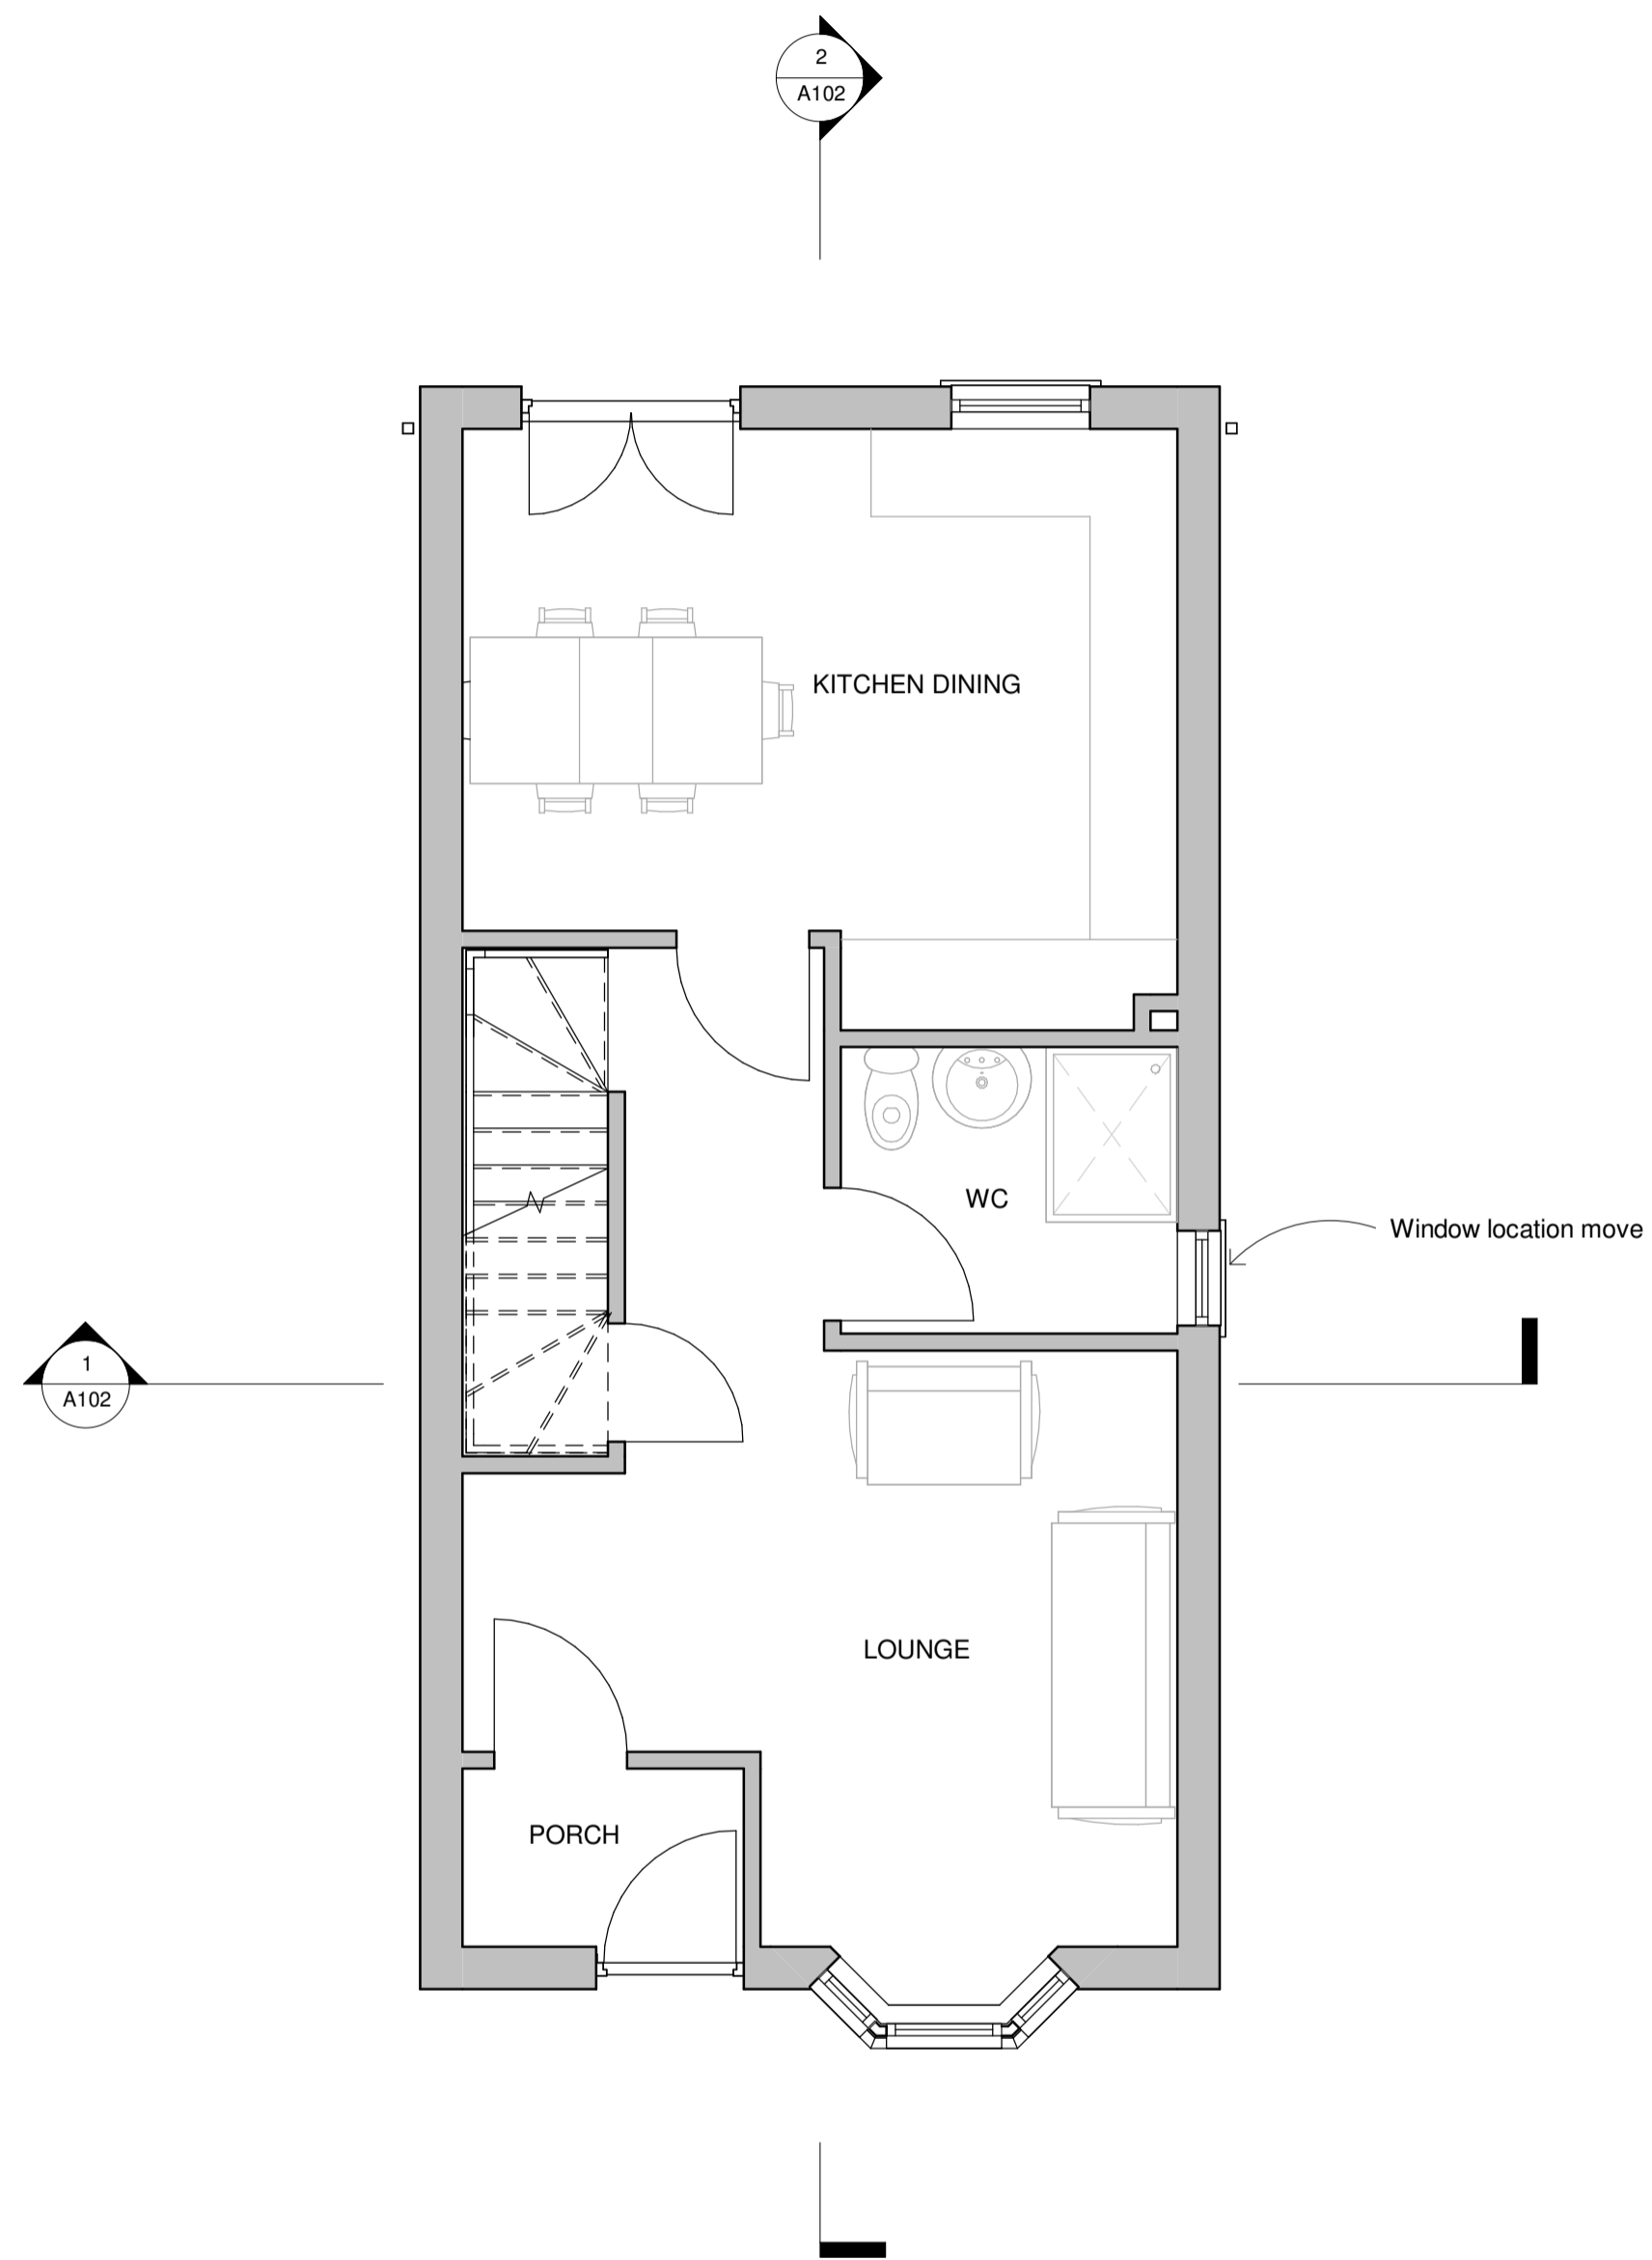 2
A102
KITCHEN DINING
WC
Window location move
1
A102
LOUNGE
PORCH